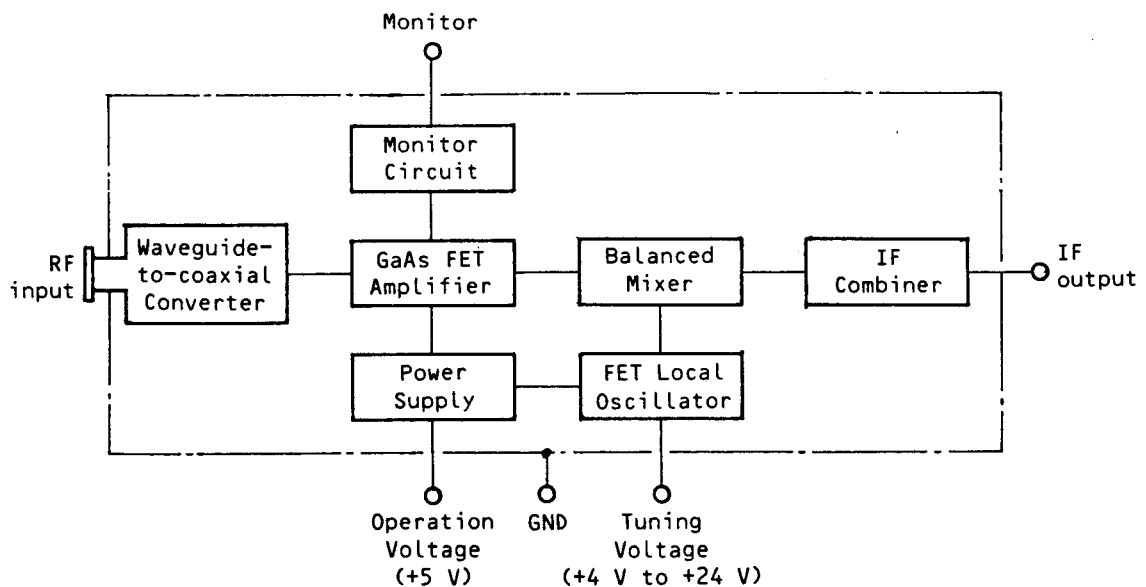 Monitor
Monitor
Circuit
RF
input
Waveguide-
to-coaxial
Converter
GaAs FET
Amplifier
Balanced
Mixer
IF
Combiner
IF
output
Power
Supply
FET Local
Oscillator
Operation
Voltage
(+5 V)
GND
Tuning
Voltage
(+4 V to +24 V)